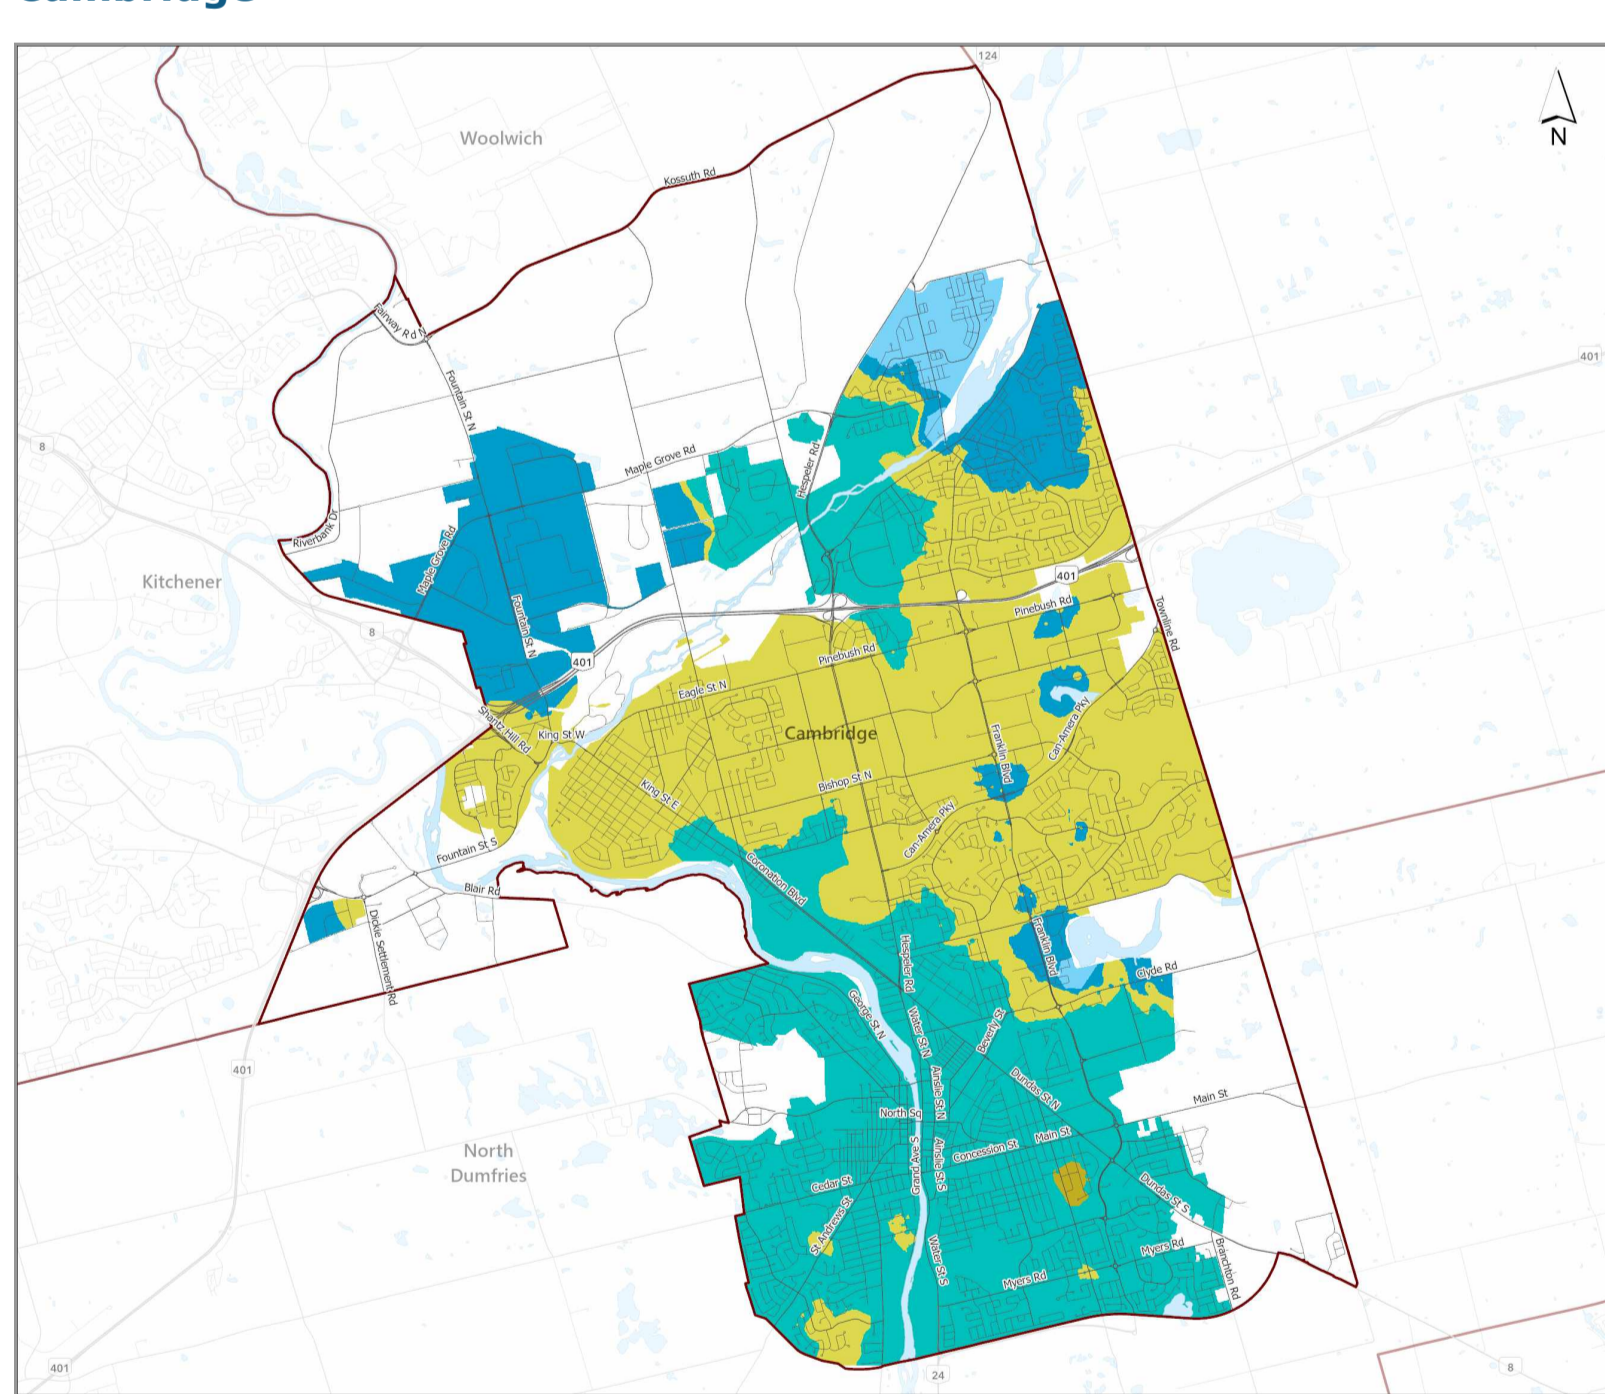 Cambridge
124
Woolwich
N
Kossuth Rd
Fairway Rd N
401
Fountain St N
8
Maple Grove Rd
Hespeler Rd
Riverbank Dr
Maple Grove Rd
Kitchener
401
Fountain St N
Pinebush Rd
Townline Rd
8
Pinebush Rd
401
Eagle St N
Shantz Hill Rd
King St W
Cambridge
Franklin Blvd
Can-Amera Pky
King St E
Bishop St N
Can-Amera Pky
Fountain St S
Coronation Blvd
Blair Rd
Dickie Settlement Rd
Hespeler Rd
Franklin Blvd
Clyde Rd
George St N
Water St N
Beverly St
401
Ainslie St N
Dundas St N
Main St
North Sq
North
Dumfries
Grand Ave S
Ainslie St S
Concession St
Main St
Cedar St
Dundas St S
St Andrews St
Water St S
Myers Rd
Branchton Rd
Myers Rd
401
24
8